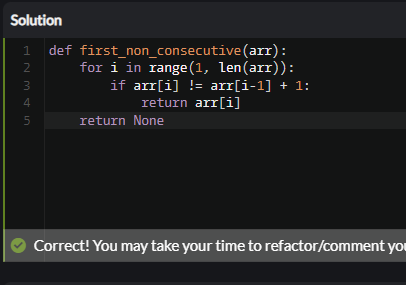 Solution
1 def first_non_consecutive(arr):
2     for i in range(1, len(arr)):
3         if arr[i] != arr[i-1] + 1:
4             return arr[i]
5     return None
Correct! You may take your time to refactor/comment you